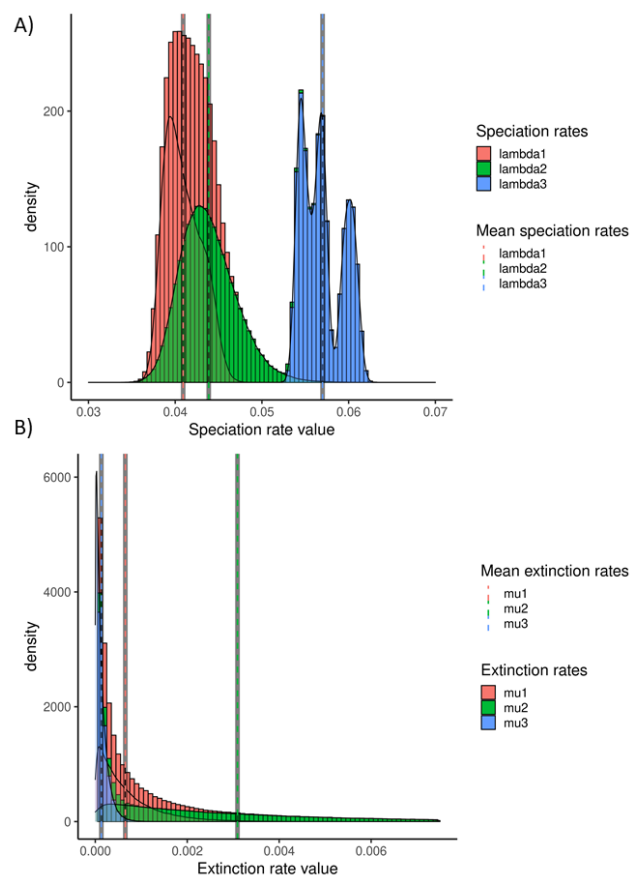 A)
density
0
100
200
0.03 0.04 0.05 0.06 0.07
Speciation rate value
Speciation rates
lambda1
lambda2
lambda3
Mean speciation rates
lambda1
lambda2
lambda3
B)
density
0
2000
4000
6000
0.000 0.002 0.004 0.006
Extinction rate value
Mean extinction rates
mu1
mu2
mu3
Extinction rates
mu1
mu2
mu3